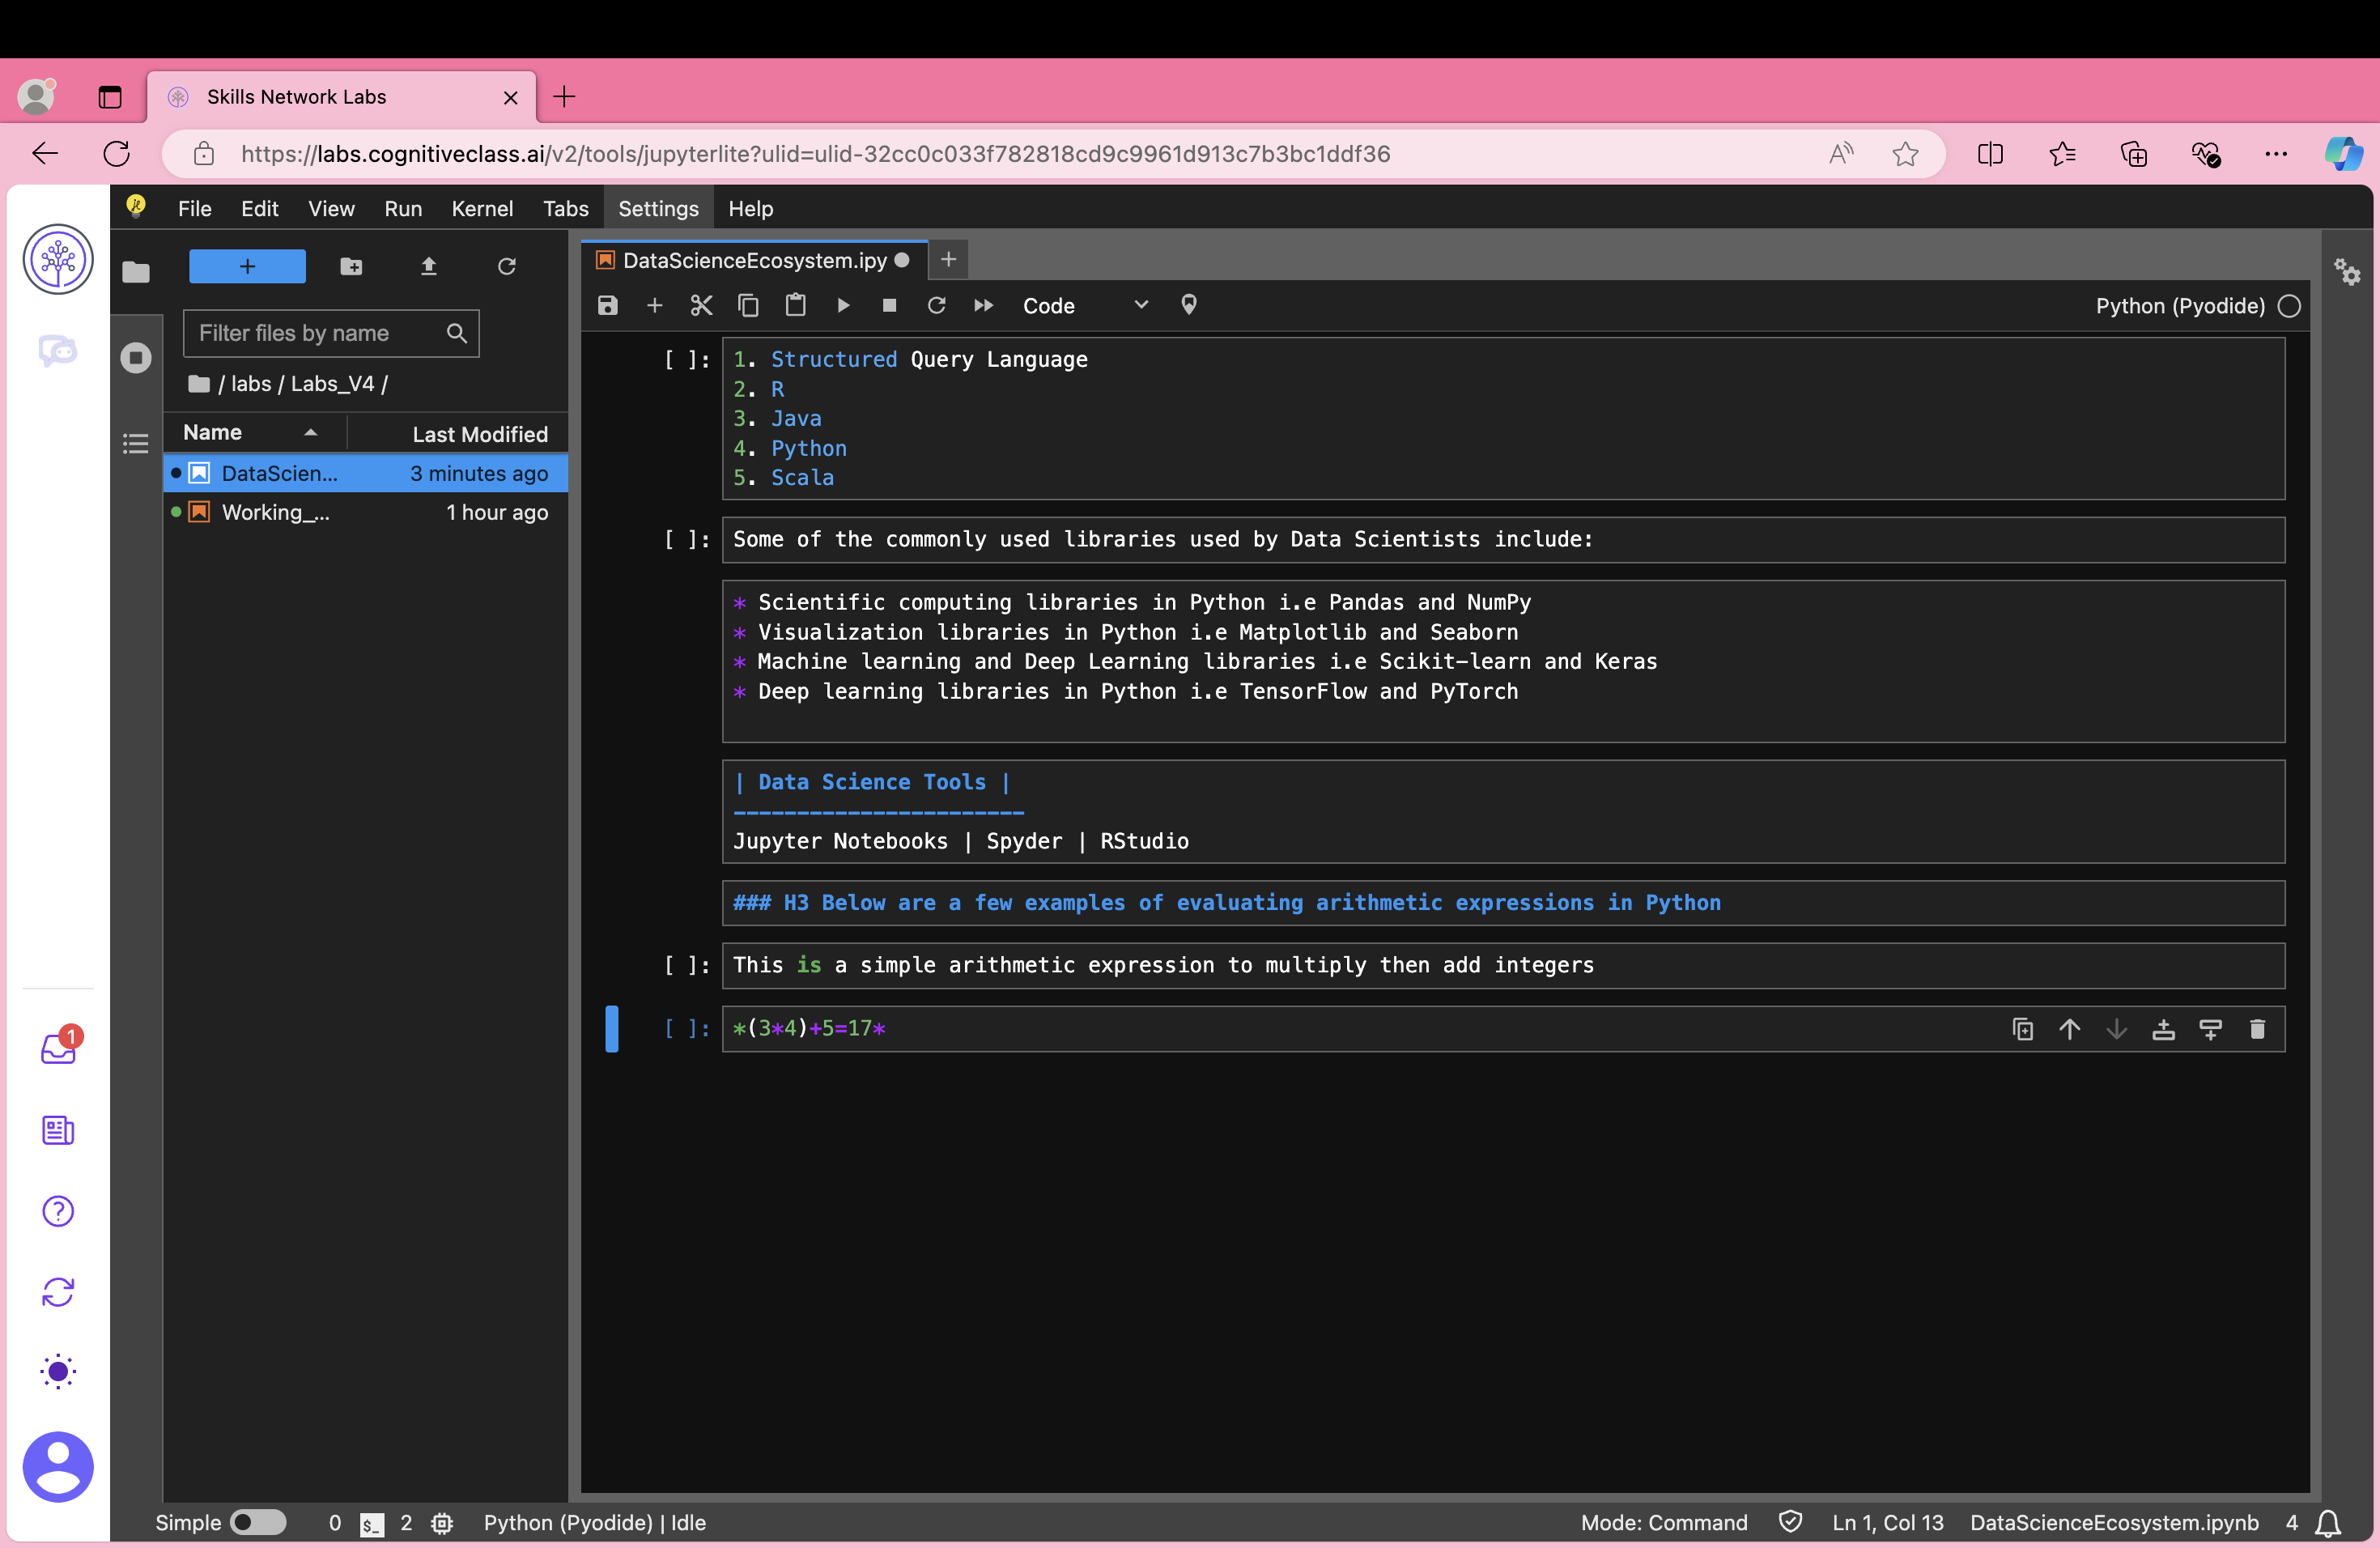 Skills Network Labs
https://labs.cognitiveclass.ai/v2/tools/jupyterlite?ulid=ulid-32cc0c033f782818cd9c9961d913c7b3bc1ddf36
File Edit View Run Kernel Tabs Settings Help
DataScienceEcosystem.ipy
Code
Python (Pyodide)
Filter files by name
/ labs / Labs_V4 /
Name Last Modified
DataScien... 3 minutes ago
Working_... 1 hour ago
[ ]: 1. Structured Query Language
2. R
3. Java
4. Python
5. Scala
[ ]: Some of the commonly used libraries used by Data Scientists include:
* Scientific computing libraries in Python i.e Pandas and NumPy
* Visualization libraries in Python i.e Matplotlib and Seaborn
* Machine learning and Deep Learning libraries i.e Scikit-learn and Keras
* Deep learning libraries in Python i.e TensorFlow and PyTorch
| Data Science Tools |
-----------------------
Jupyter Notebooks | Spyder | RStudio
### H3 Below are a few examples of evaluating arithmetic expressions in Python
[ ]: This is a simple arithmetic expression to multiply then add integers
[ ]: *(3*4)+5=17*
1
Simple 0 $_ 2 Python (Pyodide) | Idle Mode: Command Ln 1, Col 13 DataScienceEcosystem.ipynb 4